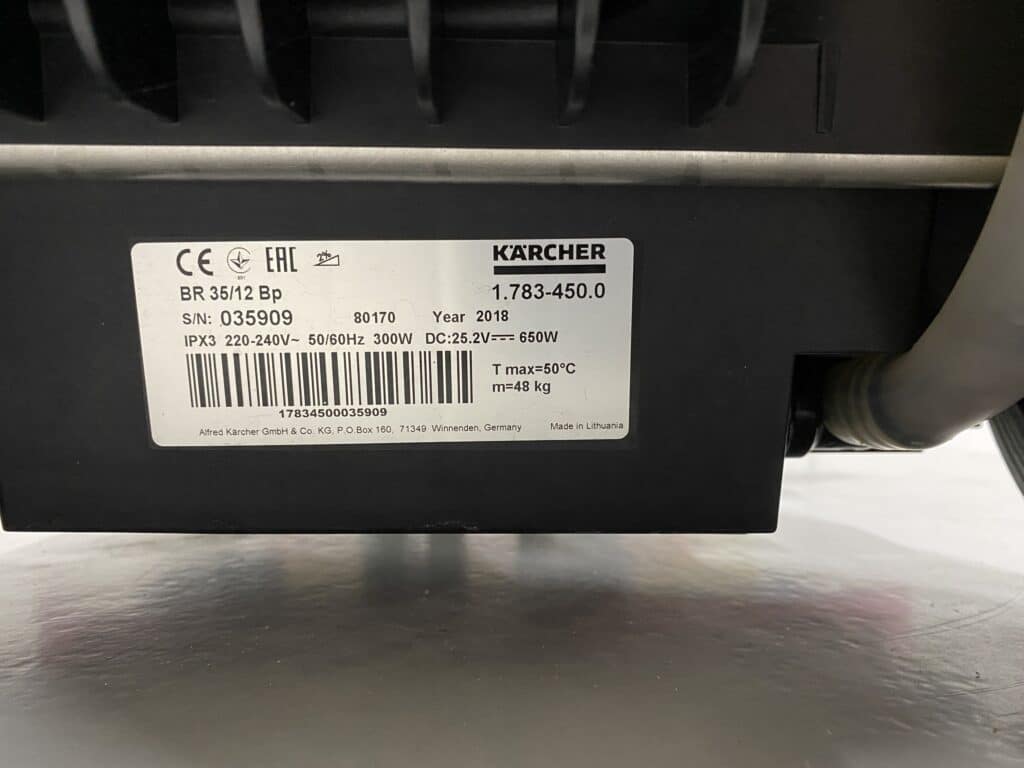 CE EAC
KÄRCHER
BR 35/12 Bp 1.783-450.0
S/N: 035909 80170 Year 2018
IPX3 220-240V~ 50/60Hz 300W DC:25.2V⎓ 650W
T max=50°C
m=48 kg
17834500035909
Alfred Kärcher GmbH & Co. KG, P.O.Box 160, 71349 Winnenden, Germany Made in Lithuania